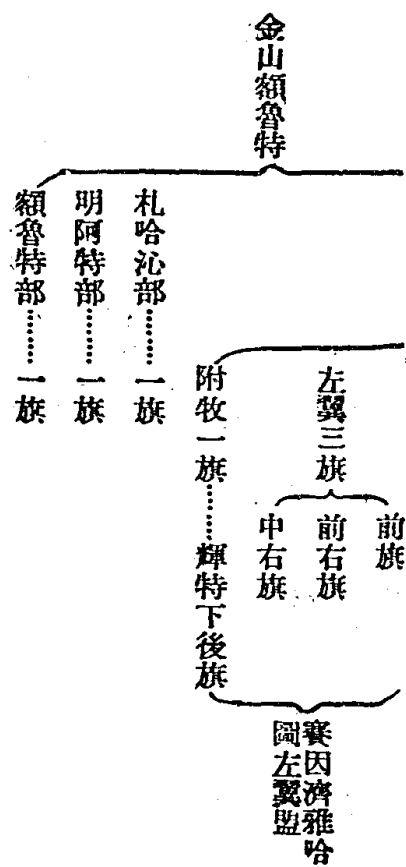 前旗
前右旗
中右旗
左翼三旗
附牧一旗………輝特下後旗
賽因濟雅哈
圖左翼盟
金山額魯特
札哈沁部………一旗
明阿特部………一旗
額魯特部………一旗